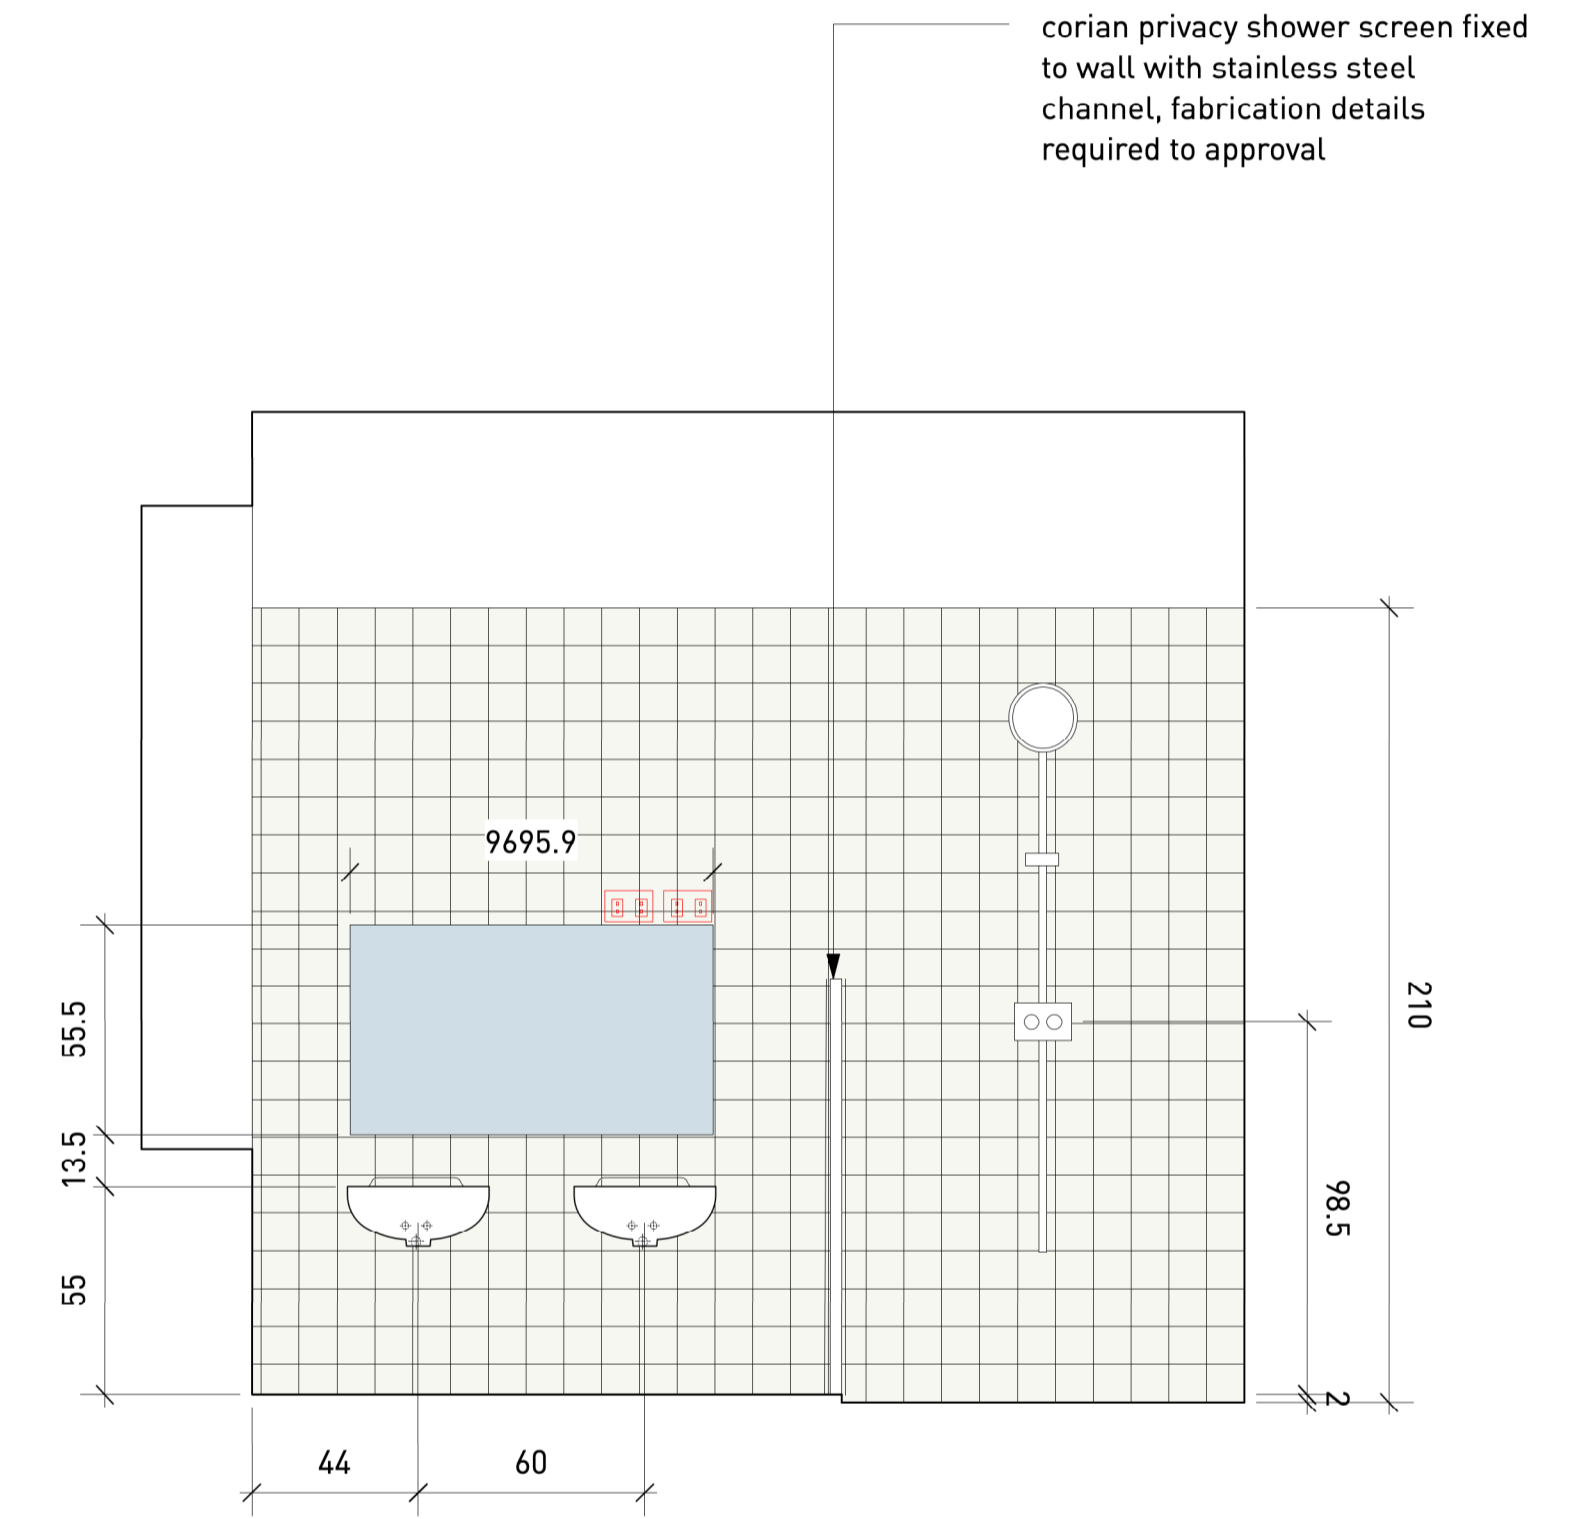 corian privacy shower screen fixed
to wall with stainless steel
channel, fabrication details
required to approval
9695.9
55.5
13.5
55
210
98.5
2
44
60